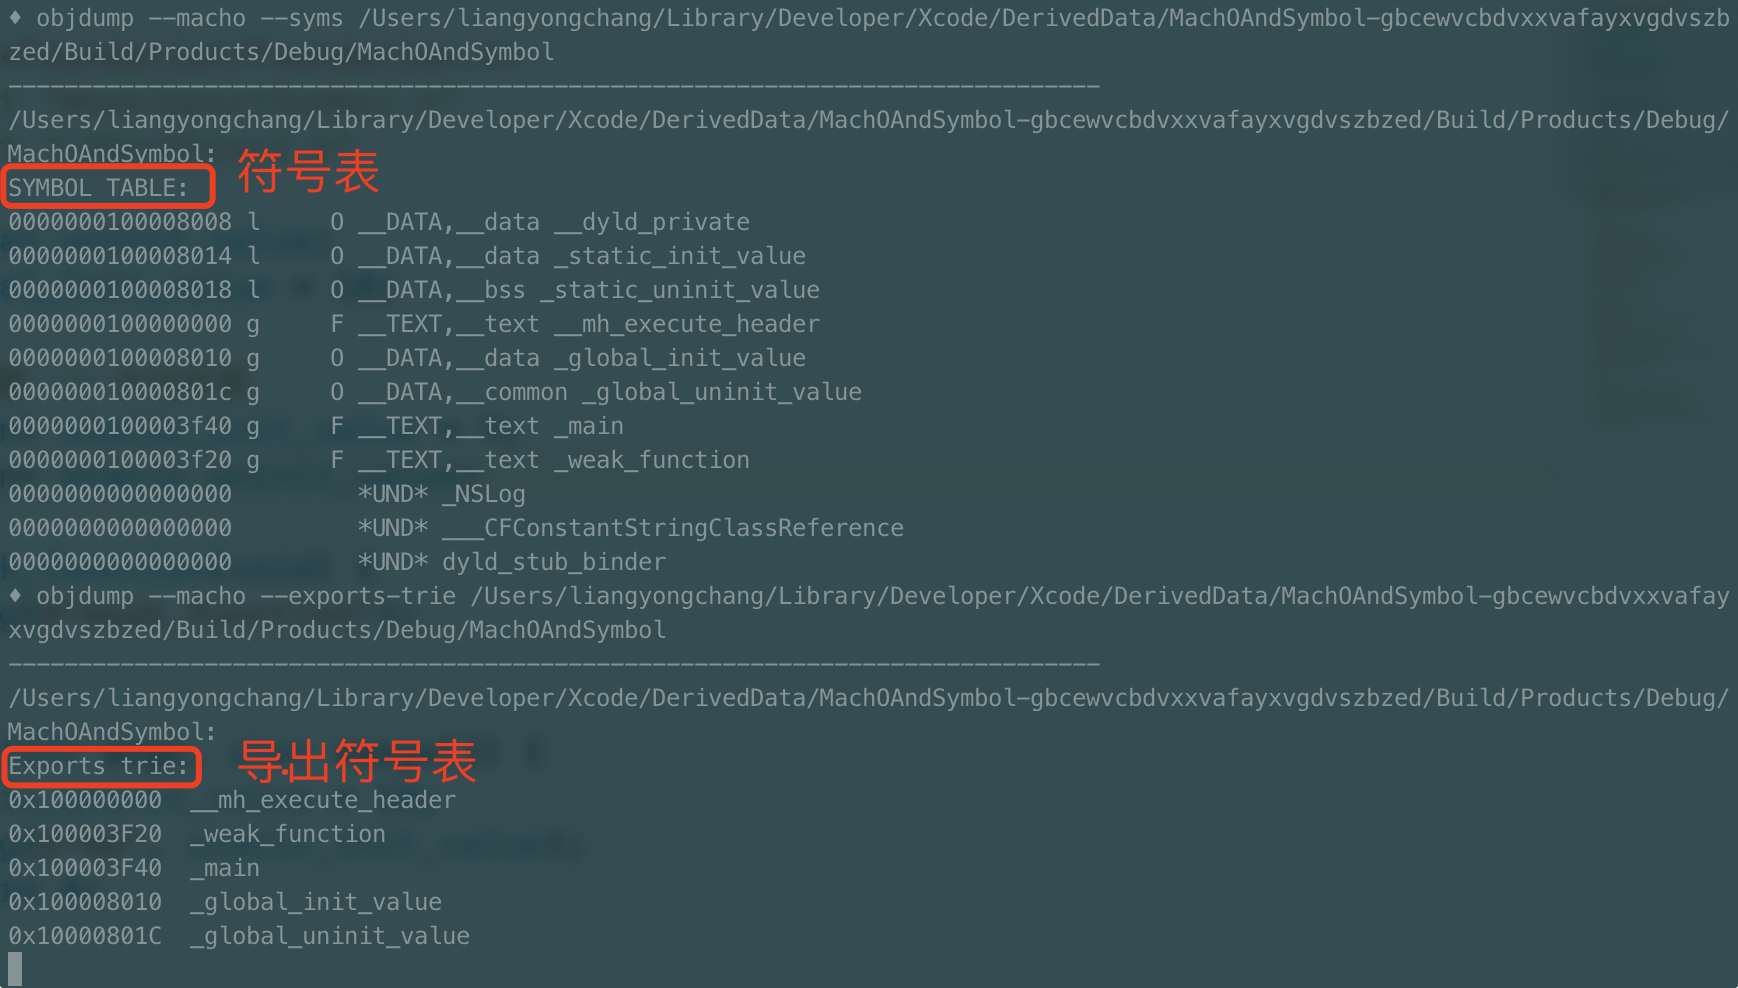 ♦ objdump --macho --syms /Users/liangyongchang/Library/Developer/Xcode/DerivedData/MachOAndSymbol-gbcewvcbdvxxvafayxvgdvszb
zed/Build/Products/Debug/MachOAndSymbol
------------------------------------------------------------------------------
/Users/liangyongchang/Library/Developer/Xcode/DerivedData/MachOAndSymbol-gbcewvcbdvxxvafayxvgdvszbzed/Build/Products/Debug/
MachOAndSymbol:
SYMBOL TABLE: 符号表
0000000100008008 l     O __DATA,__data __dyld_private
0000000100008014 l     O __DATA,__data _static_init_value
0000000100008018 l     O __DATA,__bss _static_uninit_value
0000000100000000 g     F __TEXT,__text __mh_execute_header
0000000100008010 g     O __DATA,__data _global_init_value
000000010000801c g     O __DATA,__common _global_uninit_value
0000000100003f40 g     F __TEXT,__text _main
0000000100003f20 g     F __TEXT,__text _weak_function
0000000000000000         *UND* _NSLog
0000000000000000         *UND* ___CFConstantStringClassReference
0000000000000000         *UND* dyld_stub_binder
♦ objdump --macho --exports-trie /Users/liangyongchang/Library/Developer/Xcode/DerivedData/MachOAndSymbol-gbcewvcbdvxxvafay
xvgdvszbzed/Build/Products/Debug/MachOAndSymbol
------------------------------------------------------------------------------
/Users/liangyongchang/Library/Developer/Xcode/DerivedData/MachOAndSymbol-gbcewvcbdvxxvafayxvgdvszbzed/Build/Products/Debug/
MachOAndSymbol:
Exports trie: 导出符号表
0x100000000  __mh_execute_header
0x100003F20  _weak_function
0x100003F40  _main
0x100008010  _global_init_value
0x10000801C  _global_uninit_value